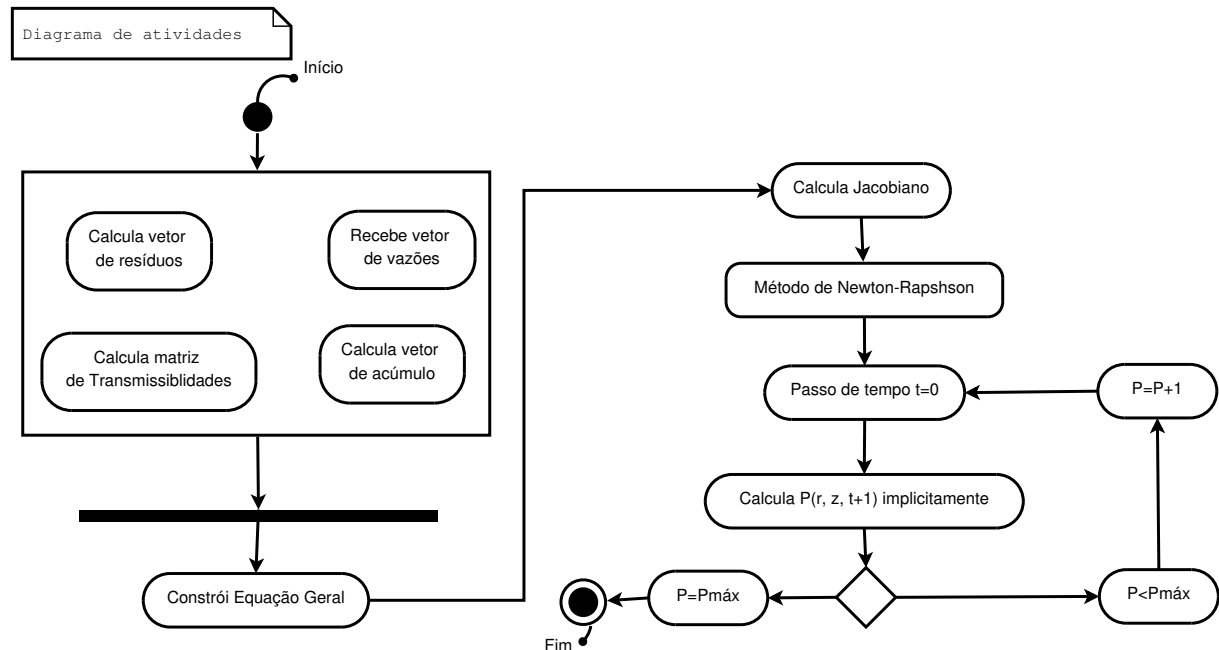 Diagrama de atividades
Início
Calcula vetor
de resíduos
Recebe vetor
de vazões
Calcula matriz
de Transmissiblidades
Calcula vetor
de acúmulo
Constrói Equação Geral
Calcula Jacobiano
Método de Newton-Rapshson
Passo de tempo t=0
P=P+1
Calcula P(r, z, t+1) implicitamente
P=Pmáx
P<Pmáx
Fim